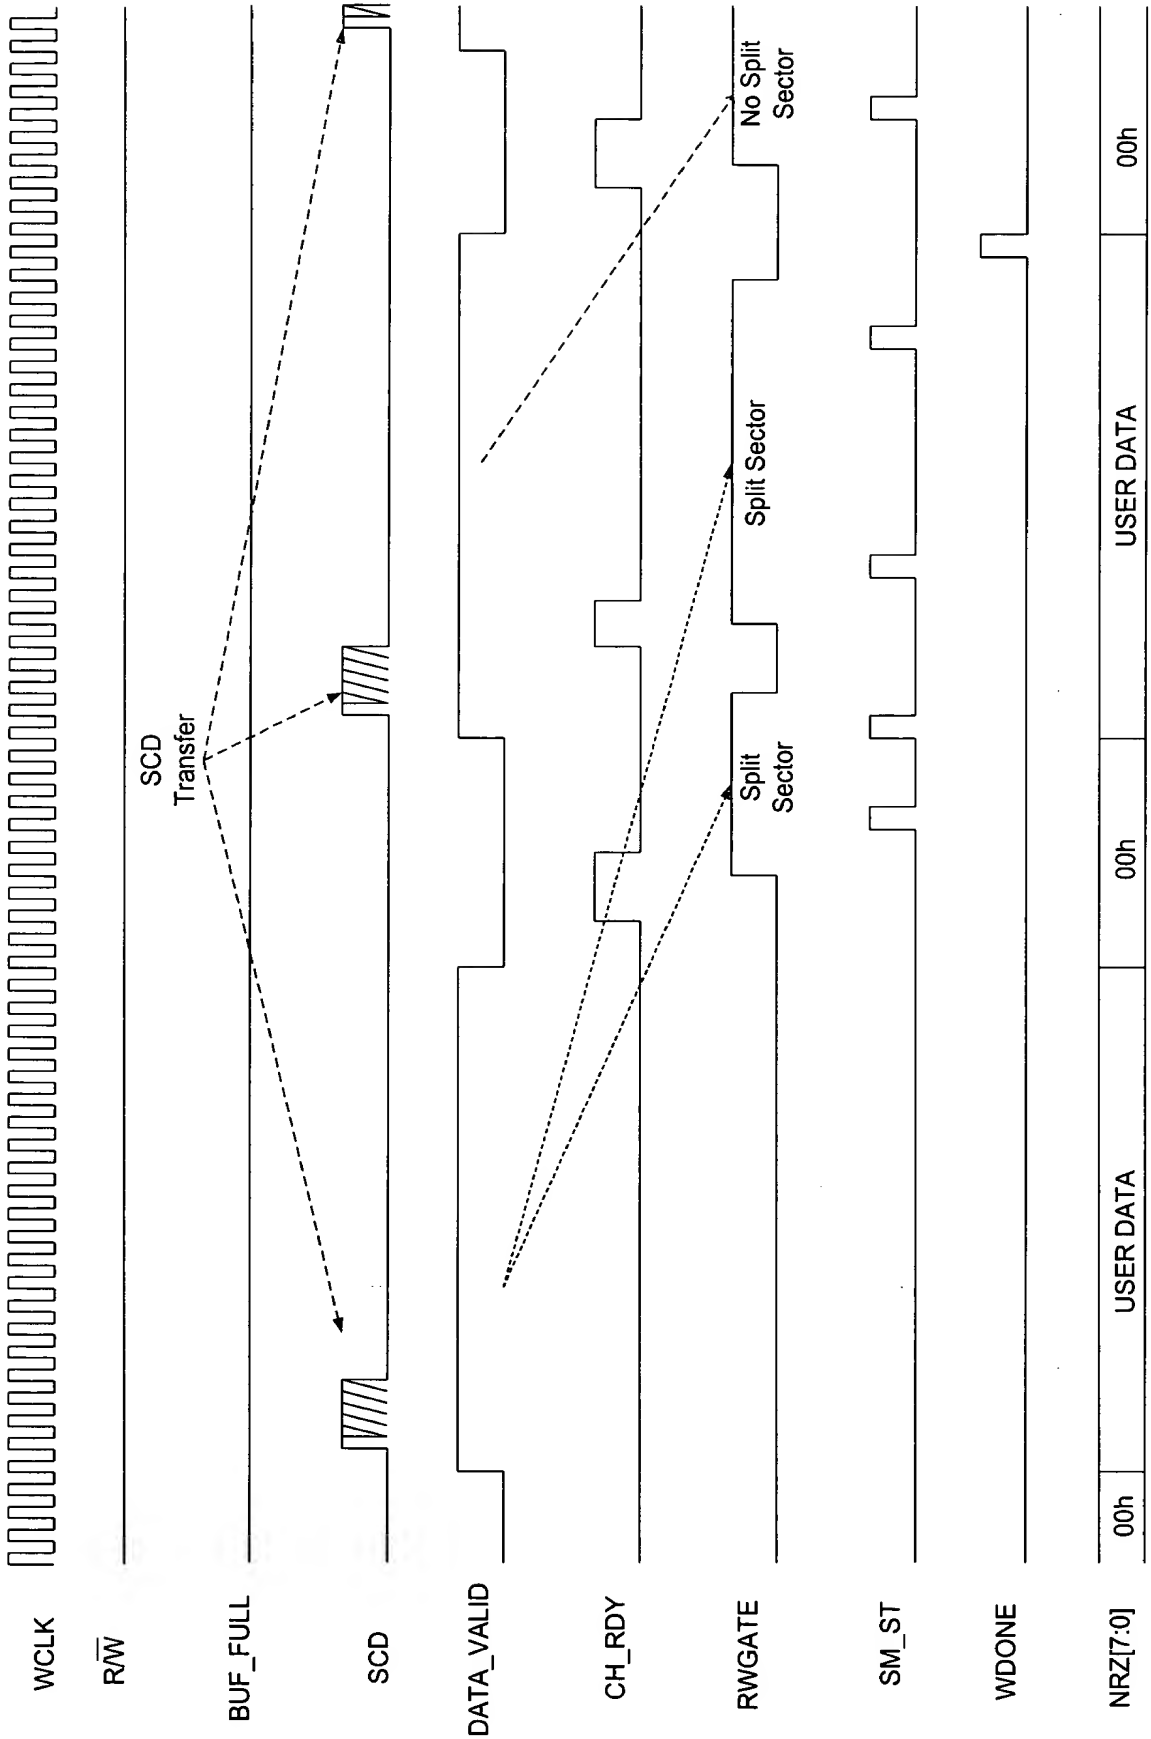 WCLK
R/W̅
BUF_FULL
SCD
DATA_VALID
CH_RDY
RWGATE
SM_ST
WDONE
NRZ[7:0]
SCD
Transfer
Split
Sector
Split Sector
No Split
Sector
00h
USER DATA
00h
USER DATA
00h